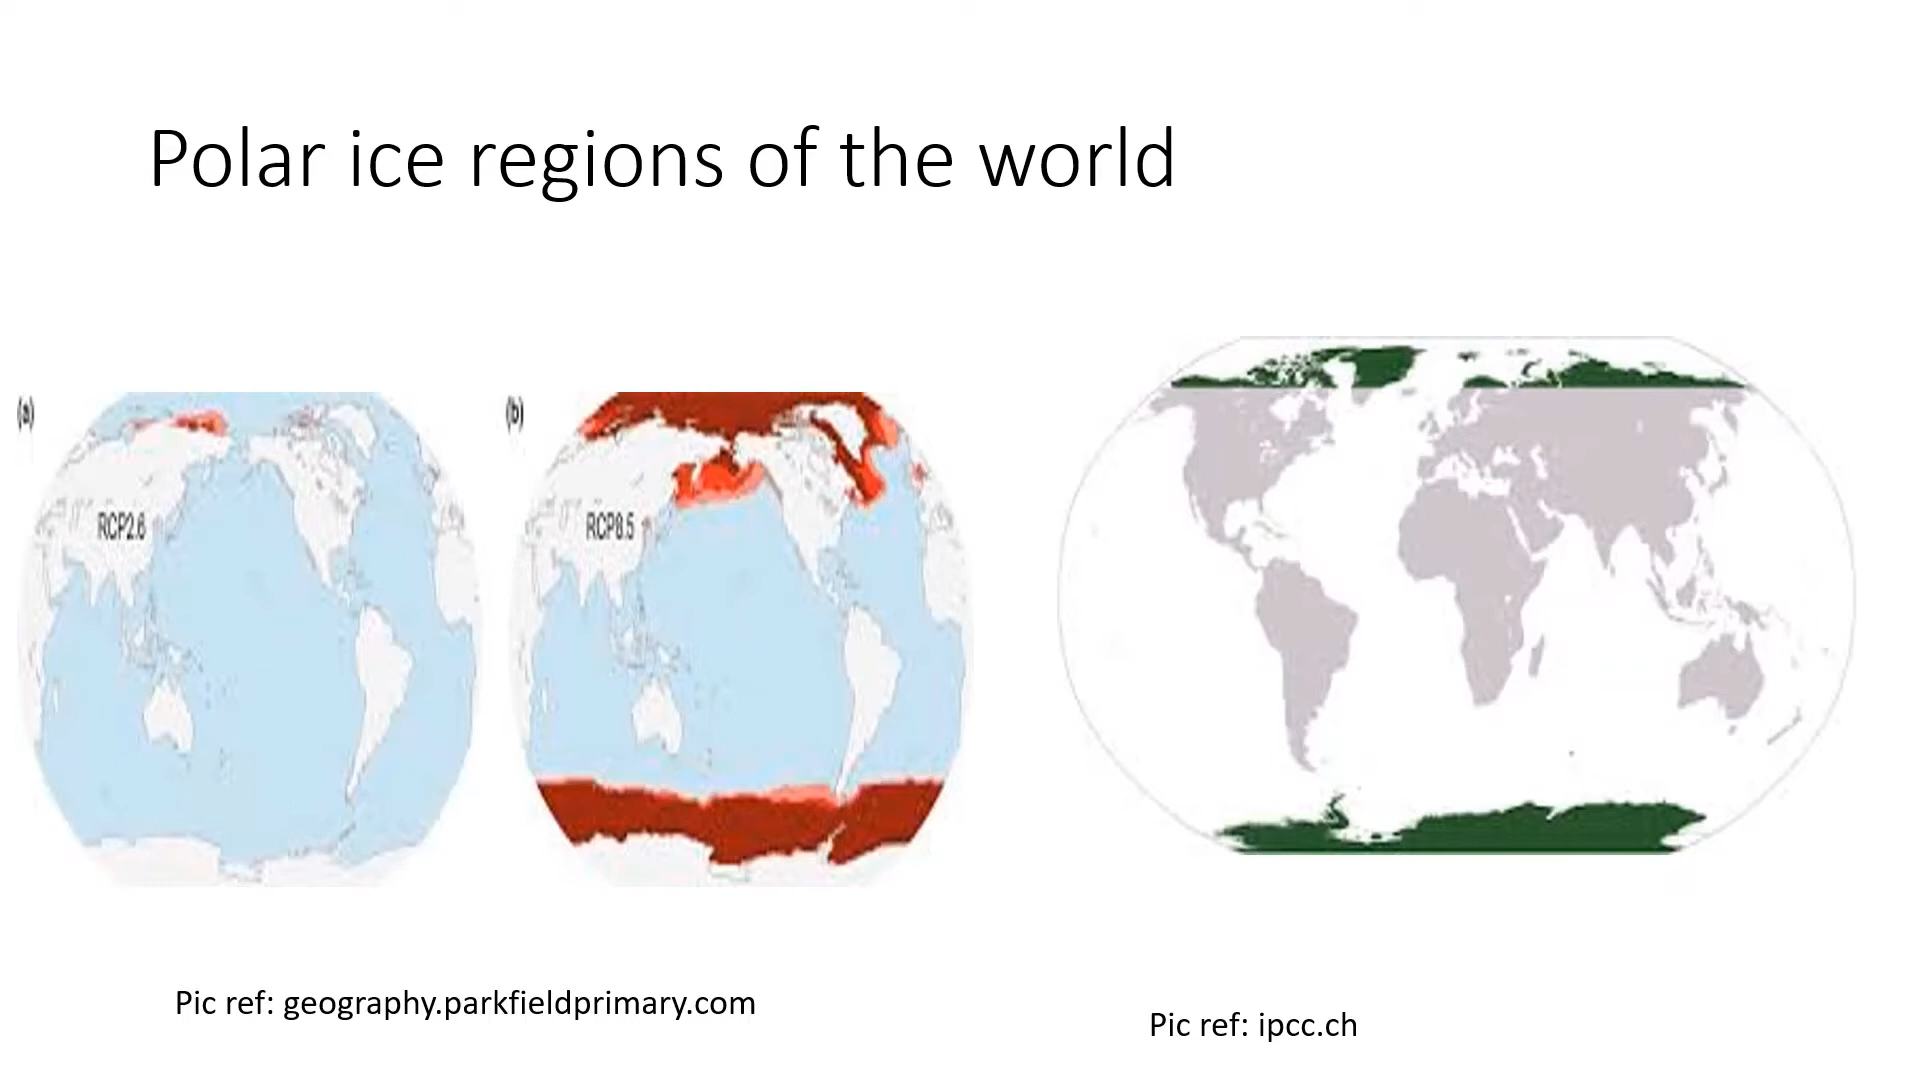 Polar ice regions of the world
(a)
(b)
RCP2.6
RCP8.5
Pic ref: geography.parkfieldprimary.com
Pic ref: ipcc.ch